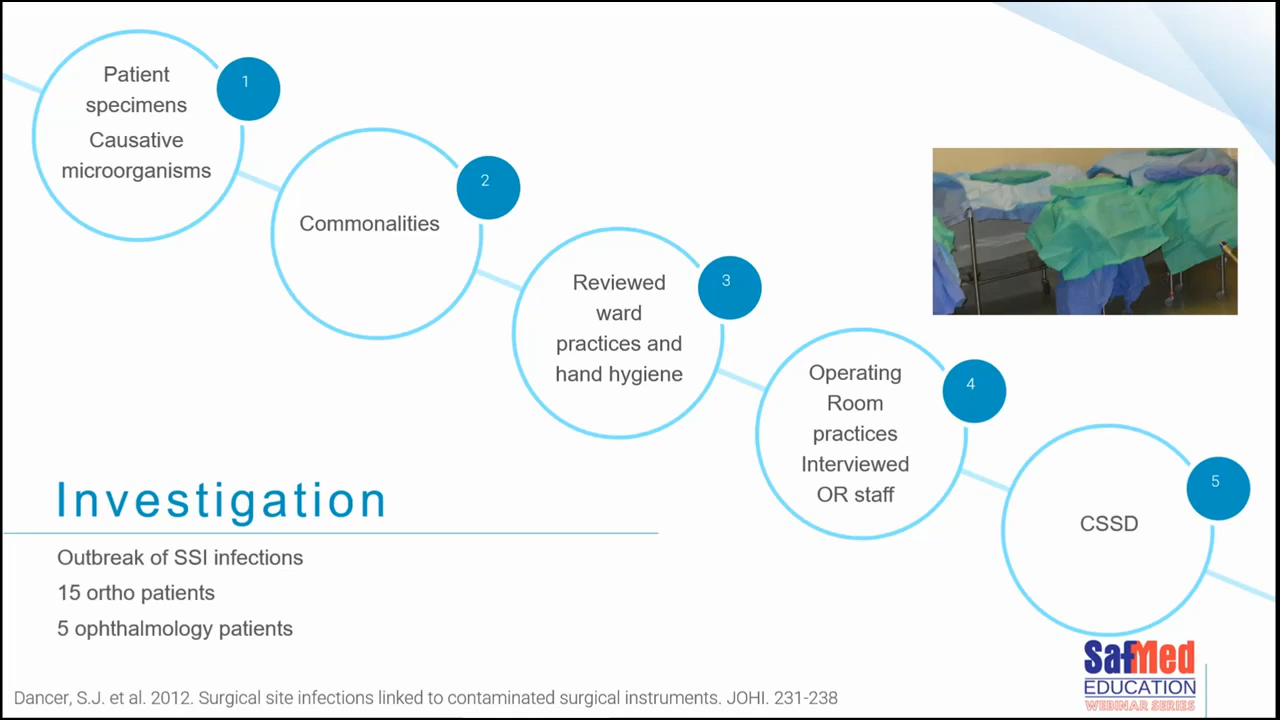 Patient
specimens
Causative
microorganisms
1
Commonalities
2
Reviewed
ward
practices and
hand hygiene
3
Operating
Room
practices
Interviewed
OR staff
4
CSSD
5
Investigation
Outbreak of SSI infections
15 ortho patients
5 ophthalmology patients
Dancer, S.J. et al. 2012. Surgical site infections linked to contaminated surgical instruments. JOHI. 231-238
SafMed
EDUCATION
WEBINAR SERIES